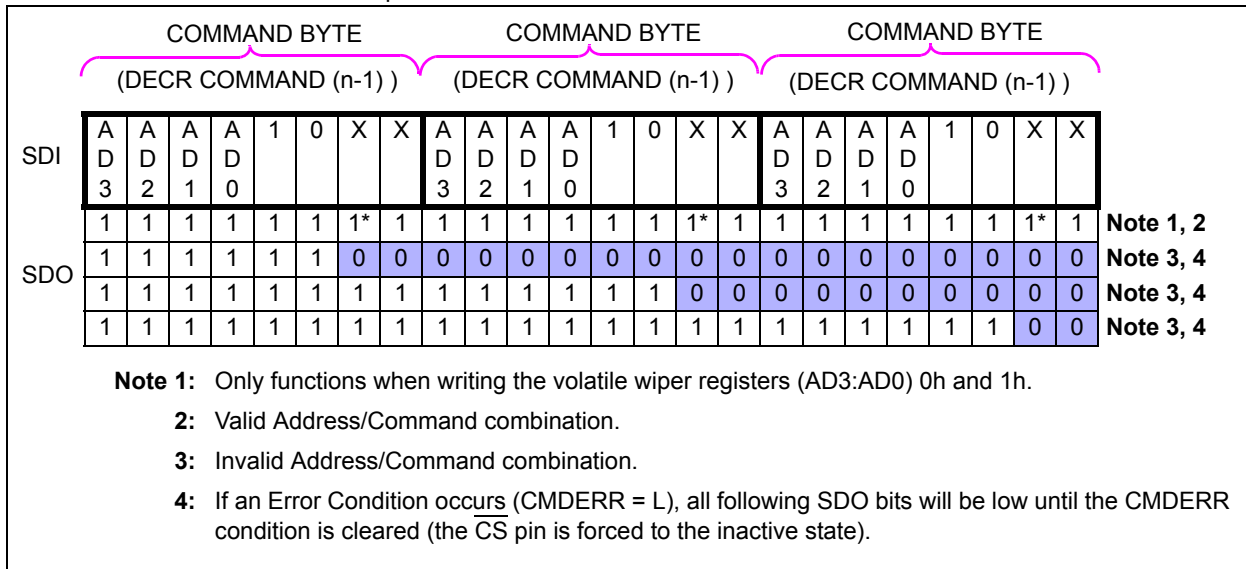 COMMAND BYTE COMMAND BYTE COMMAND BYTE
(DECR COMMAND (n-1) ) (DECR COMMAND (n-1) ) (DECR COMMAND (n-1) )
SDI
A A A A 1 0 X X A A A A 1 0 X X A A A A 1 0 X X
D D D D D D D D D D D D
3 2 1 0 3 2 1 0 3 2 1 0
1 1 1 1 1 1 1* 1 1 1 1 1 1 1 1* 1 1 1 1 1 1 1 1* 1 Note 1, 2
SDO
1 1 1 1 1 1 0 0 0 0 0 0 0 0 0 0 0 0 0 0 0 0 0 0 Note 3, 4
1 1 1 1 1 1 1 1 1 1 1 1 1 1 0 0 0 0 0 0 0 0 0 0 Note 3, 4
1 1 1 1 1 1 1 1 1 1 1 1 1 1 1 1 1 1 1 1 1 1 0 0 Note 3, 4
Note 1: Only functions when writing the volatile wiper registers (AD3:AD0) 0h and 1h.
2: Valid Address/Command combination.
3: Invalid Address/Command combination.
4: If an Error Condition occurs (CMDERR = L), all following SDO bits will be low until the CMDERR
condition is cleared (the CS pin is forced to the inactive state).